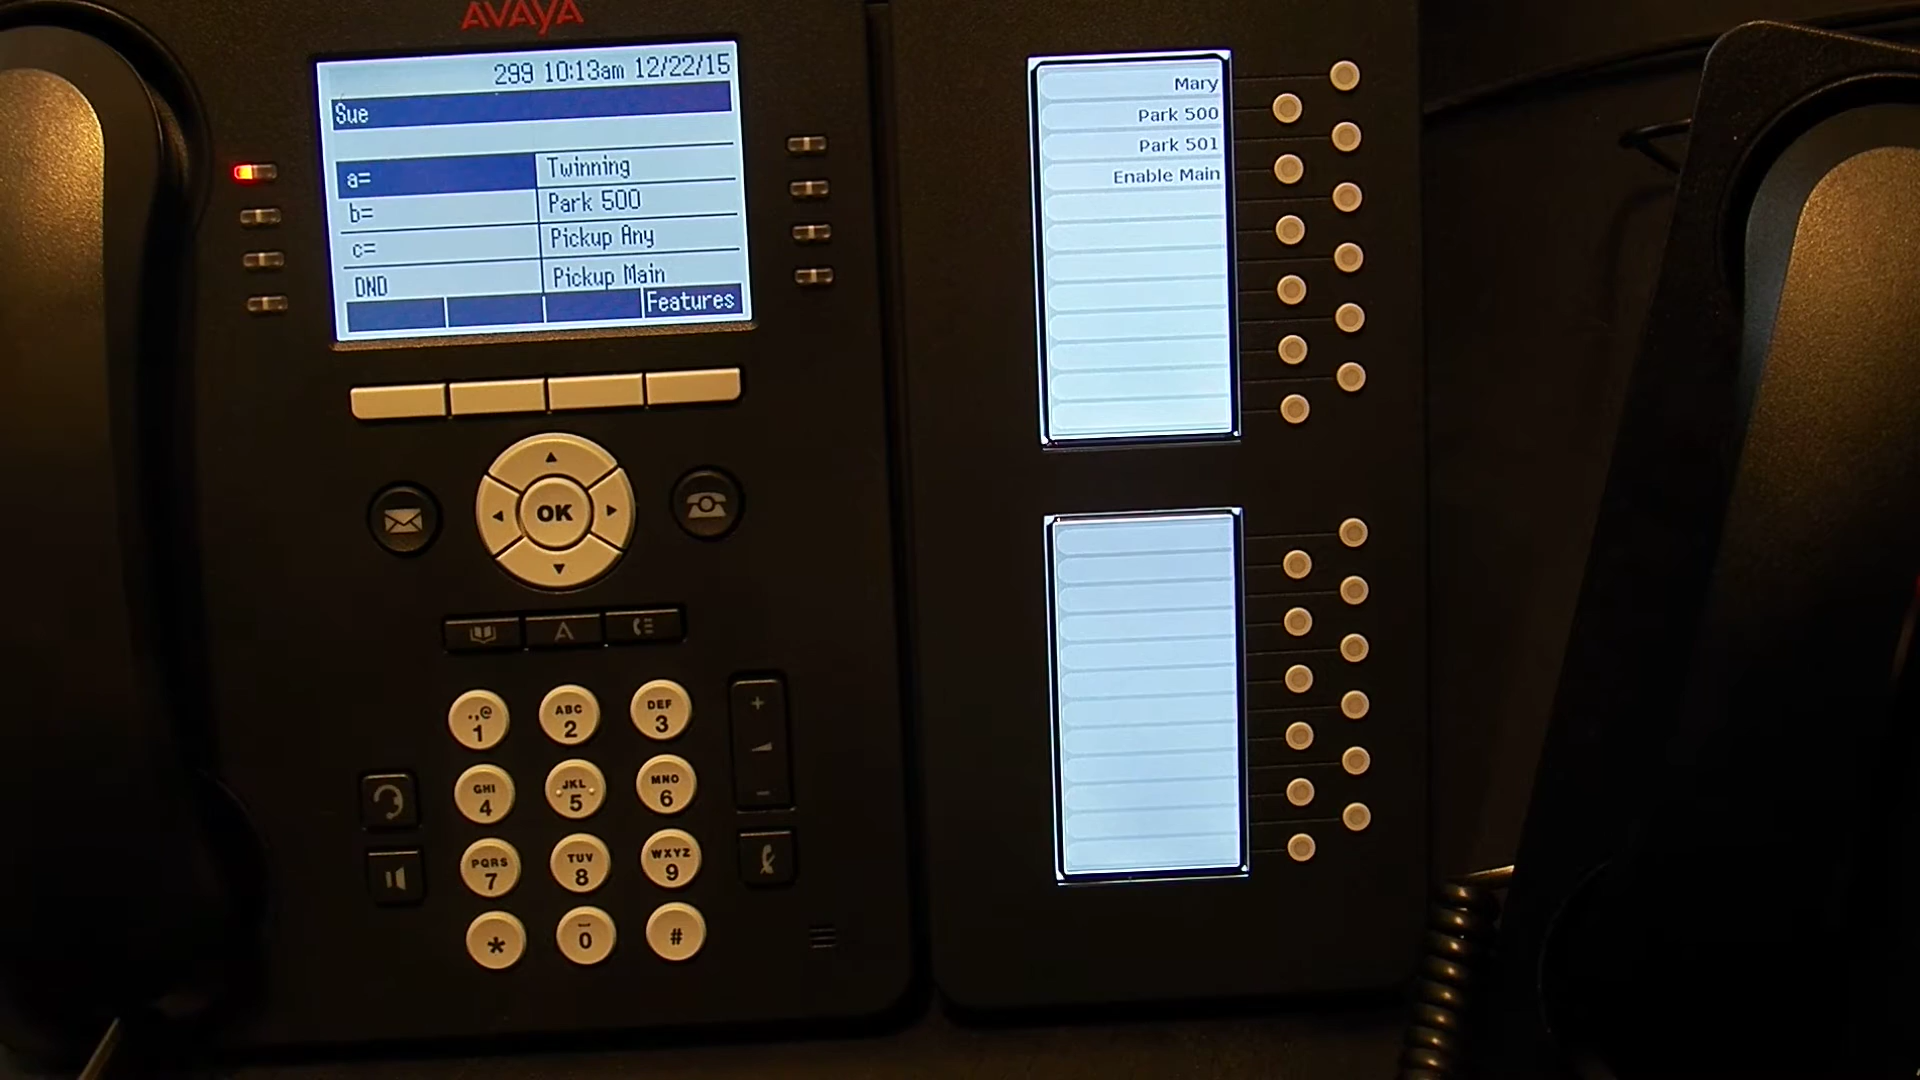 AVAYA
299 10:13am 12/22/15
Sue
a=
Twinning
b=
Park 500
c=
Pickup Any
DND
Pickup Main
Features
OK
.,@
1
ABC
2
DEF
3
GHI
4
JKL
5
MNO
6
PQRS
7
TUV
8
WXYZ
9
*
0
#
+
-
Mary
Park 500
Park 501
Enable Main